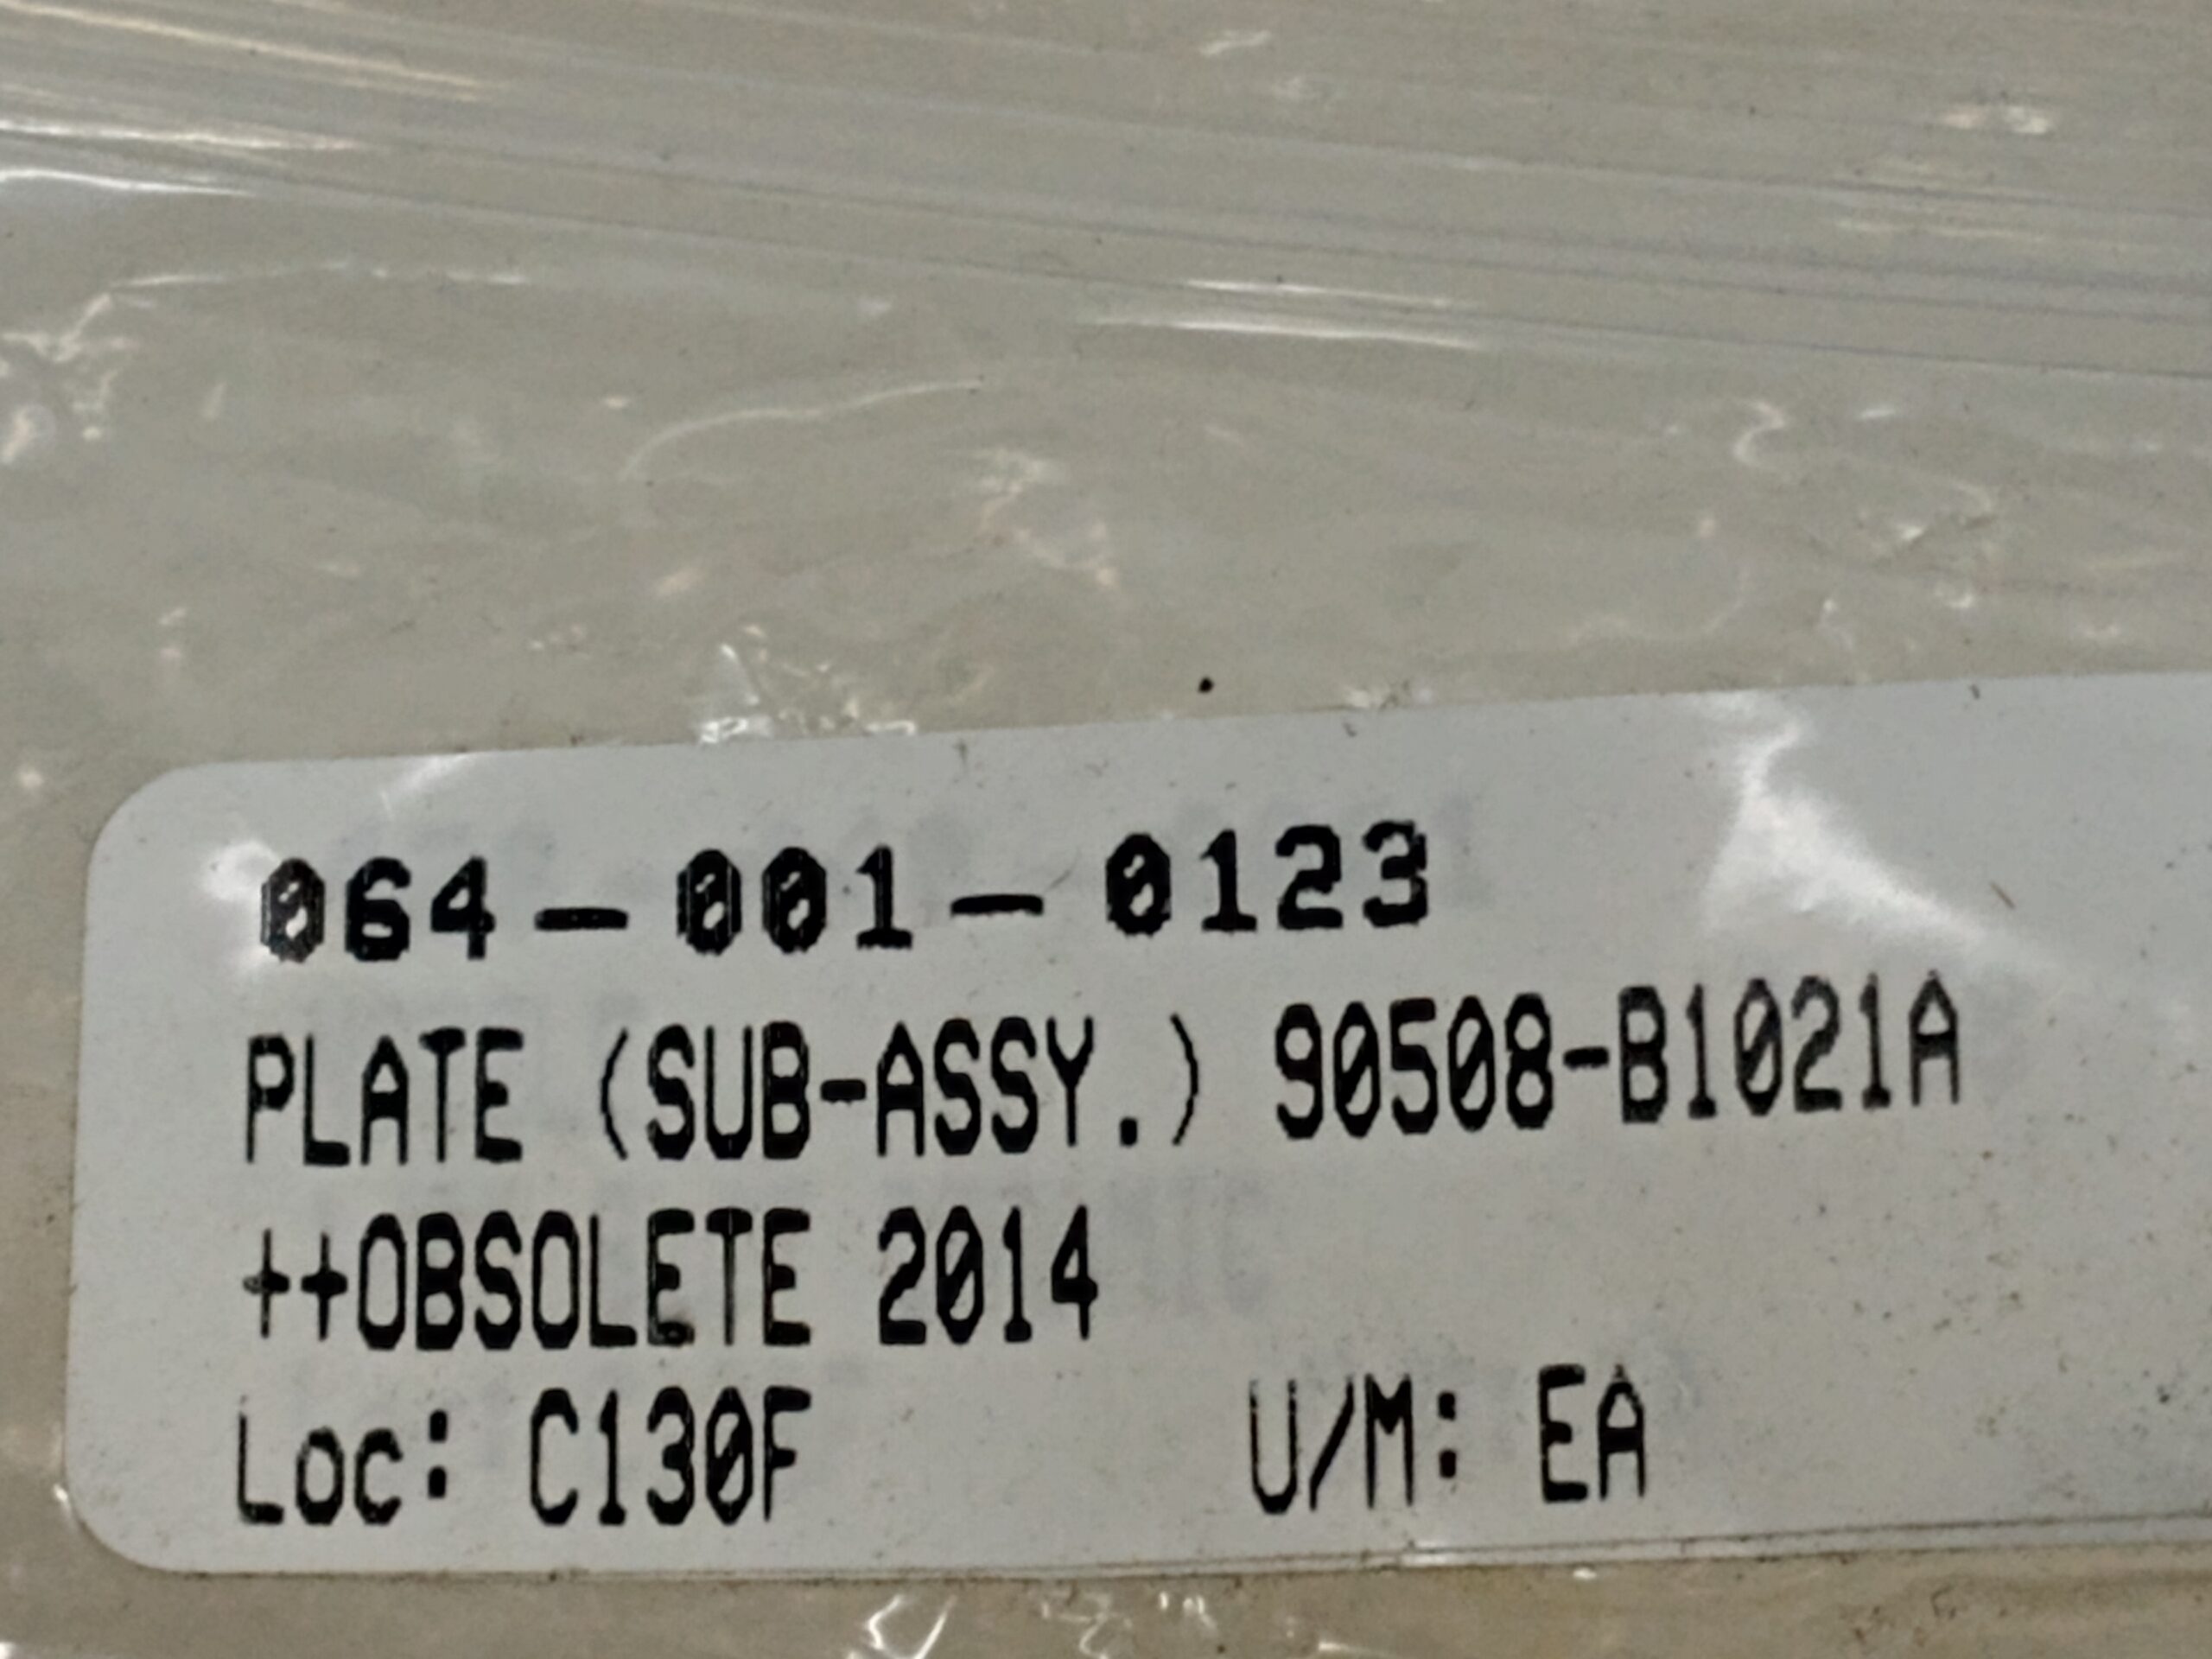 064-001-0123
PLATE (SUB-ASSY.) 90508-B1021A
++OBSOLETE 2014
Loc: C130F U/M: EA